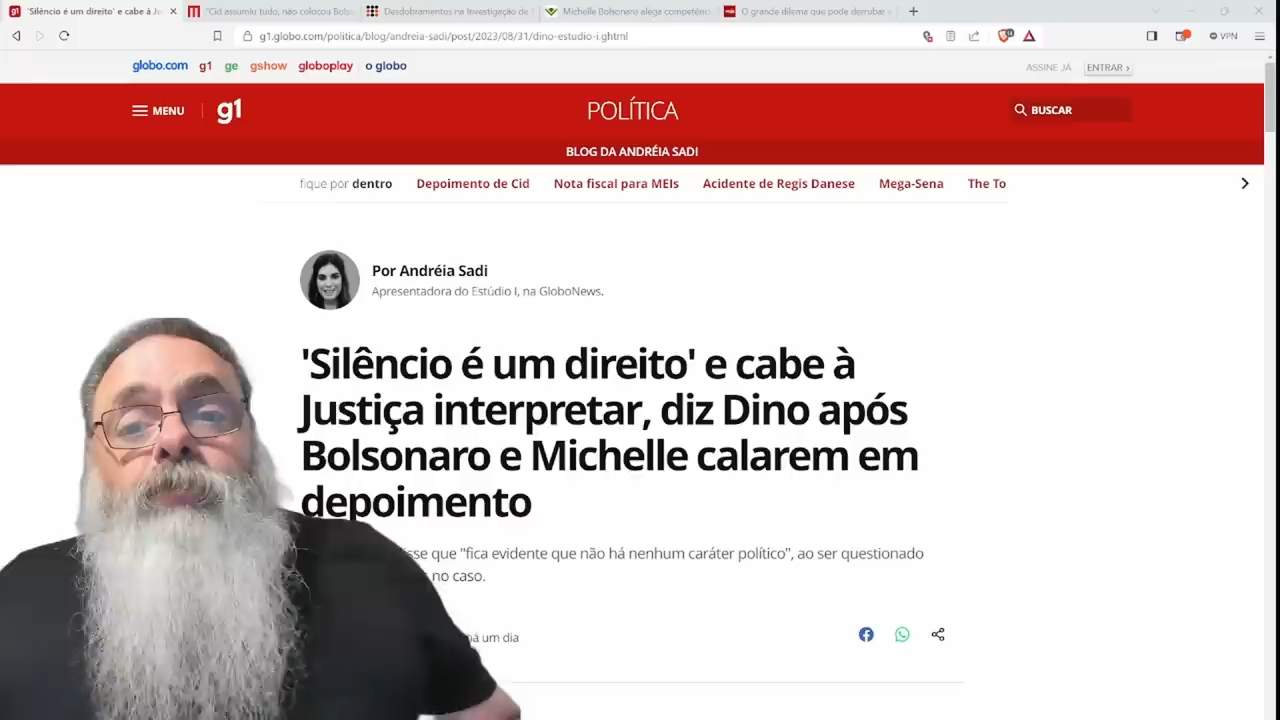 'Silêncio é um direito' e cabe à Ju
"Cid assumiu tudo, não colocou Bolso
Desdobramentos na Investigação de
Michelle Bolsonaro alega competênc
O grande dilema que pode derrubar
g1.globo.com/politica/blog/andreia-sadi/post/2023/08/31/dino-estudio-i.ghtml
VPN
globo.com g1 ge gshow globoplay o globo
ASSINE JÁ ENTRAR ›
MENU g1 POLÍTICA BUSCAR
BLOG DA ANDRÉIA SADI
fique por dentro Depoimento de Cid Nota fiscal para MEIs Acidente de Regis Danese Mega-Sena The To
Por Andréia Sadi
Apresentadora do Estúdio I, na GloboNews.
'Silêncio é um direito' e cabe à
Justiça interpretar, diz Dino após
Bolsonaro e Michelle calarem em
depoimento
sse que "fica evidente que não há nenhum caráter político", ao ser questionado
no caso.
há um dia